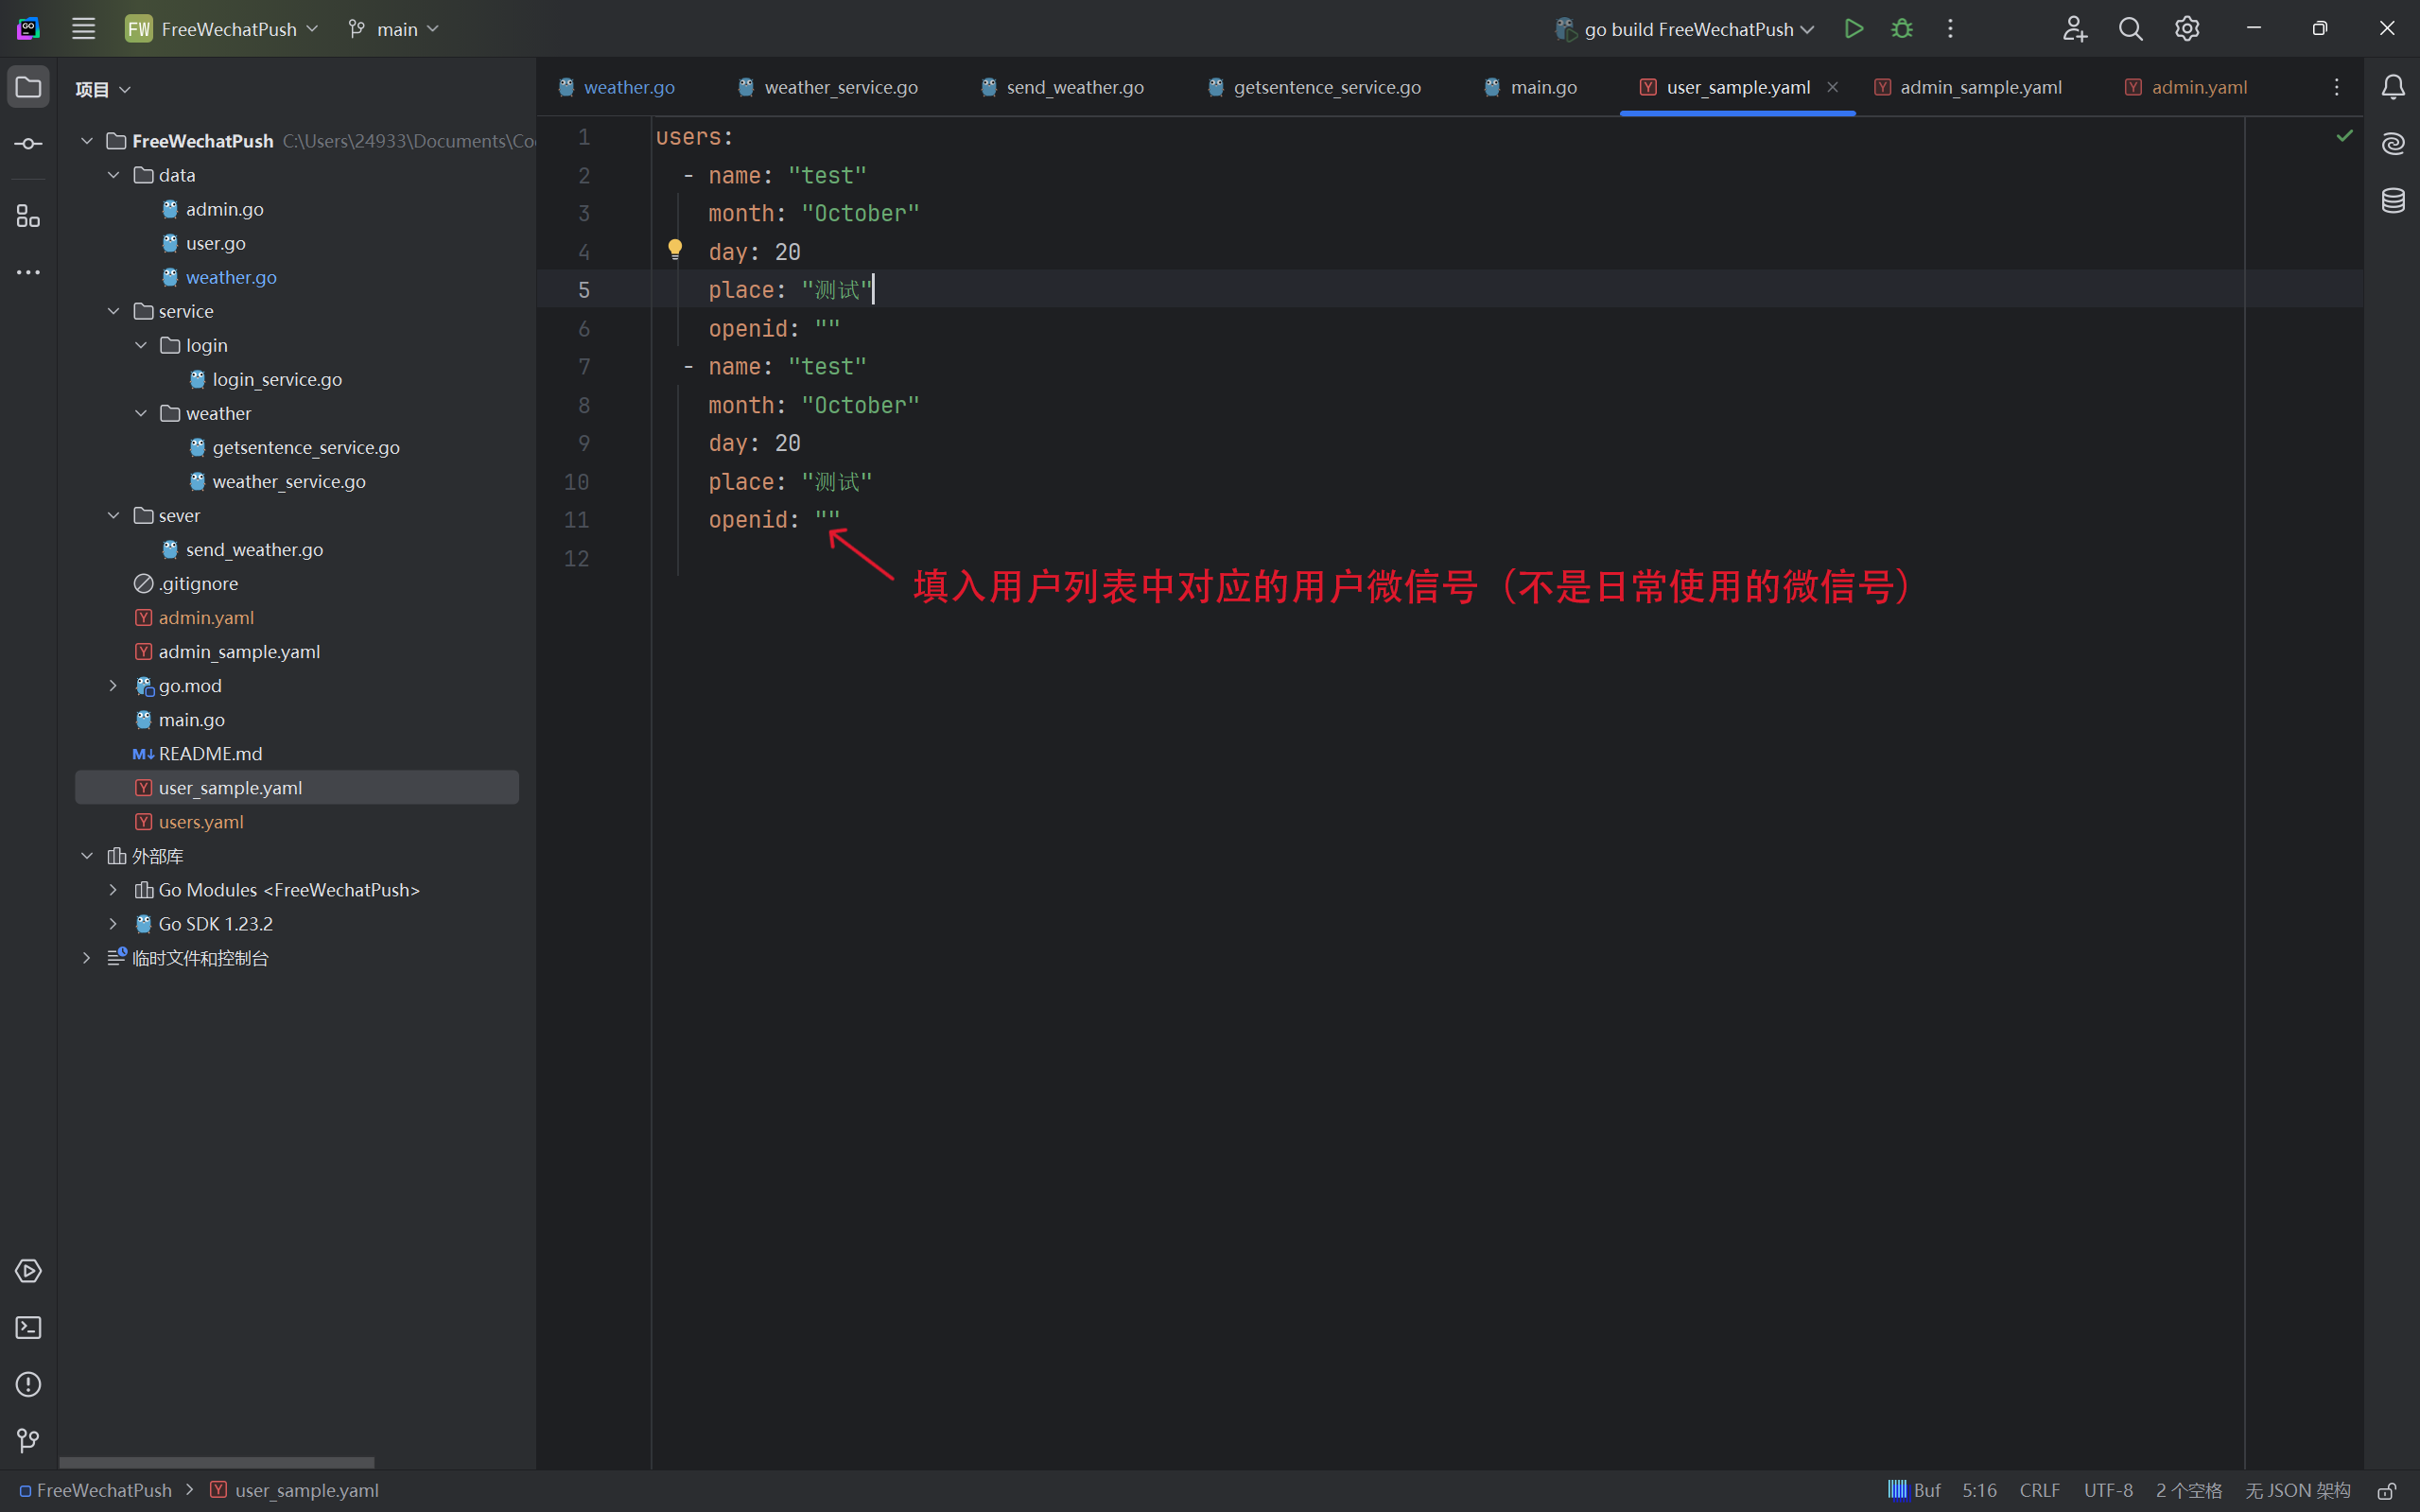 FW FreeWechatPush main go build FreeWechatPush
项目
weather.go weather_service.go send_weather.go getsentence_service.go main.go user_sample.yaml admin_sample.yaml admin.yaml
FreeWechatPush C:\Users\24933\Documents\Co
data
admin.go
user.go
weather.go
service
login
login_service.go
weather
getsentence_service.go
weather_service.go
sever
send_weather.go
.gitignore
admin.yaml
admin_sample.yaml
go.mod
main.go
README.md
user_sample.yaml
users.yaml
外部库
Go Modules <FreeWechatPush>
Go SDK 1.23.2
临时文件和控制台
1 users:
2 - name: "test"
3 month: "October"
4 day: 20
5 place: "测试"
6 openid: ""
7 - name: "test"
8 month: "October"
9 day: 20
10 place: "测试"
11 openid: ""
12
填入用户列表中对应的用户微信号（不是日常使用的微信号）
FreeWechatPush > user_sample.yaml Buf 5:16 CRLF UTF-8 2 个空格 无 JSON 架构